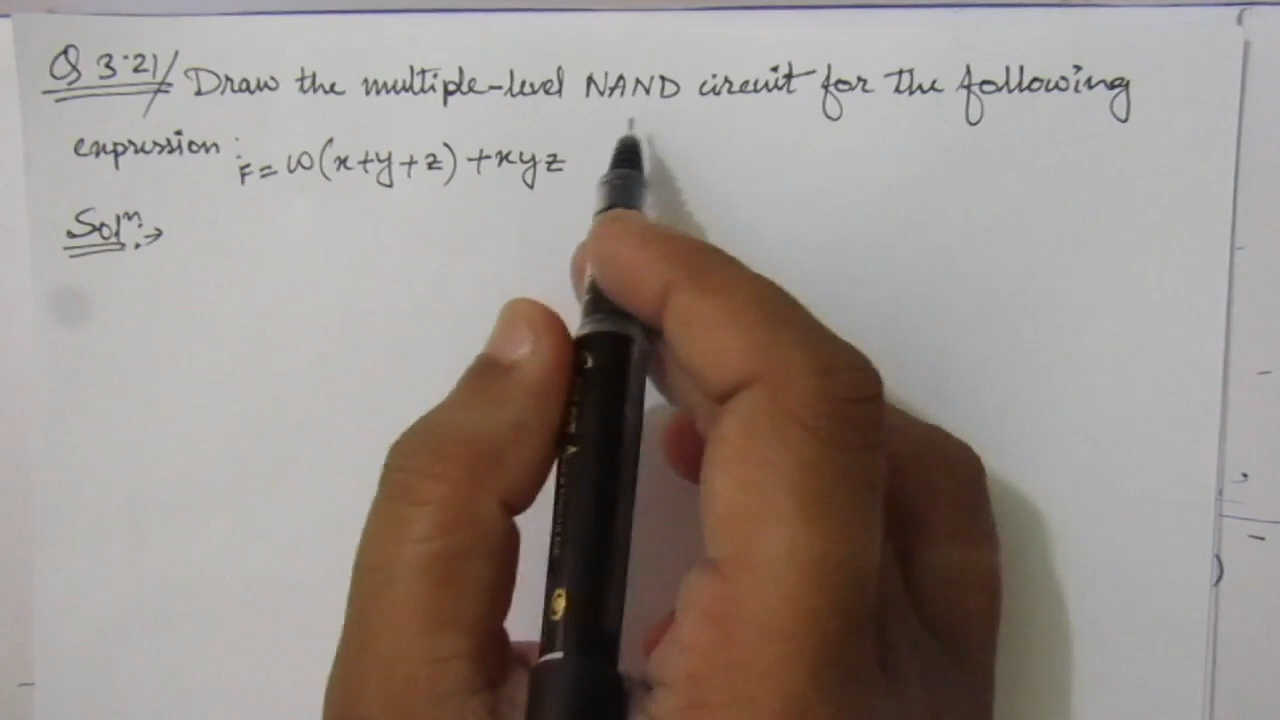 Q 3.21/ Draw the multiple-level NAND circuit for the following
expression: F = w(x+y+z) + xyz
Solⁿ:→